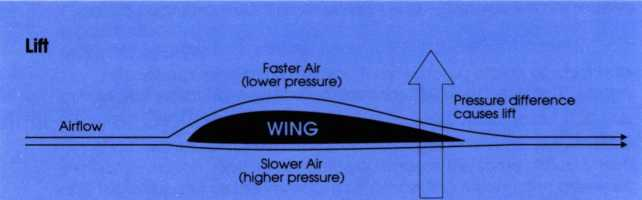 Lift
Faster Air
(lower pressure)
Pressure difference
causes lift
Airflow
WING
Slower Air
(higher pressure)